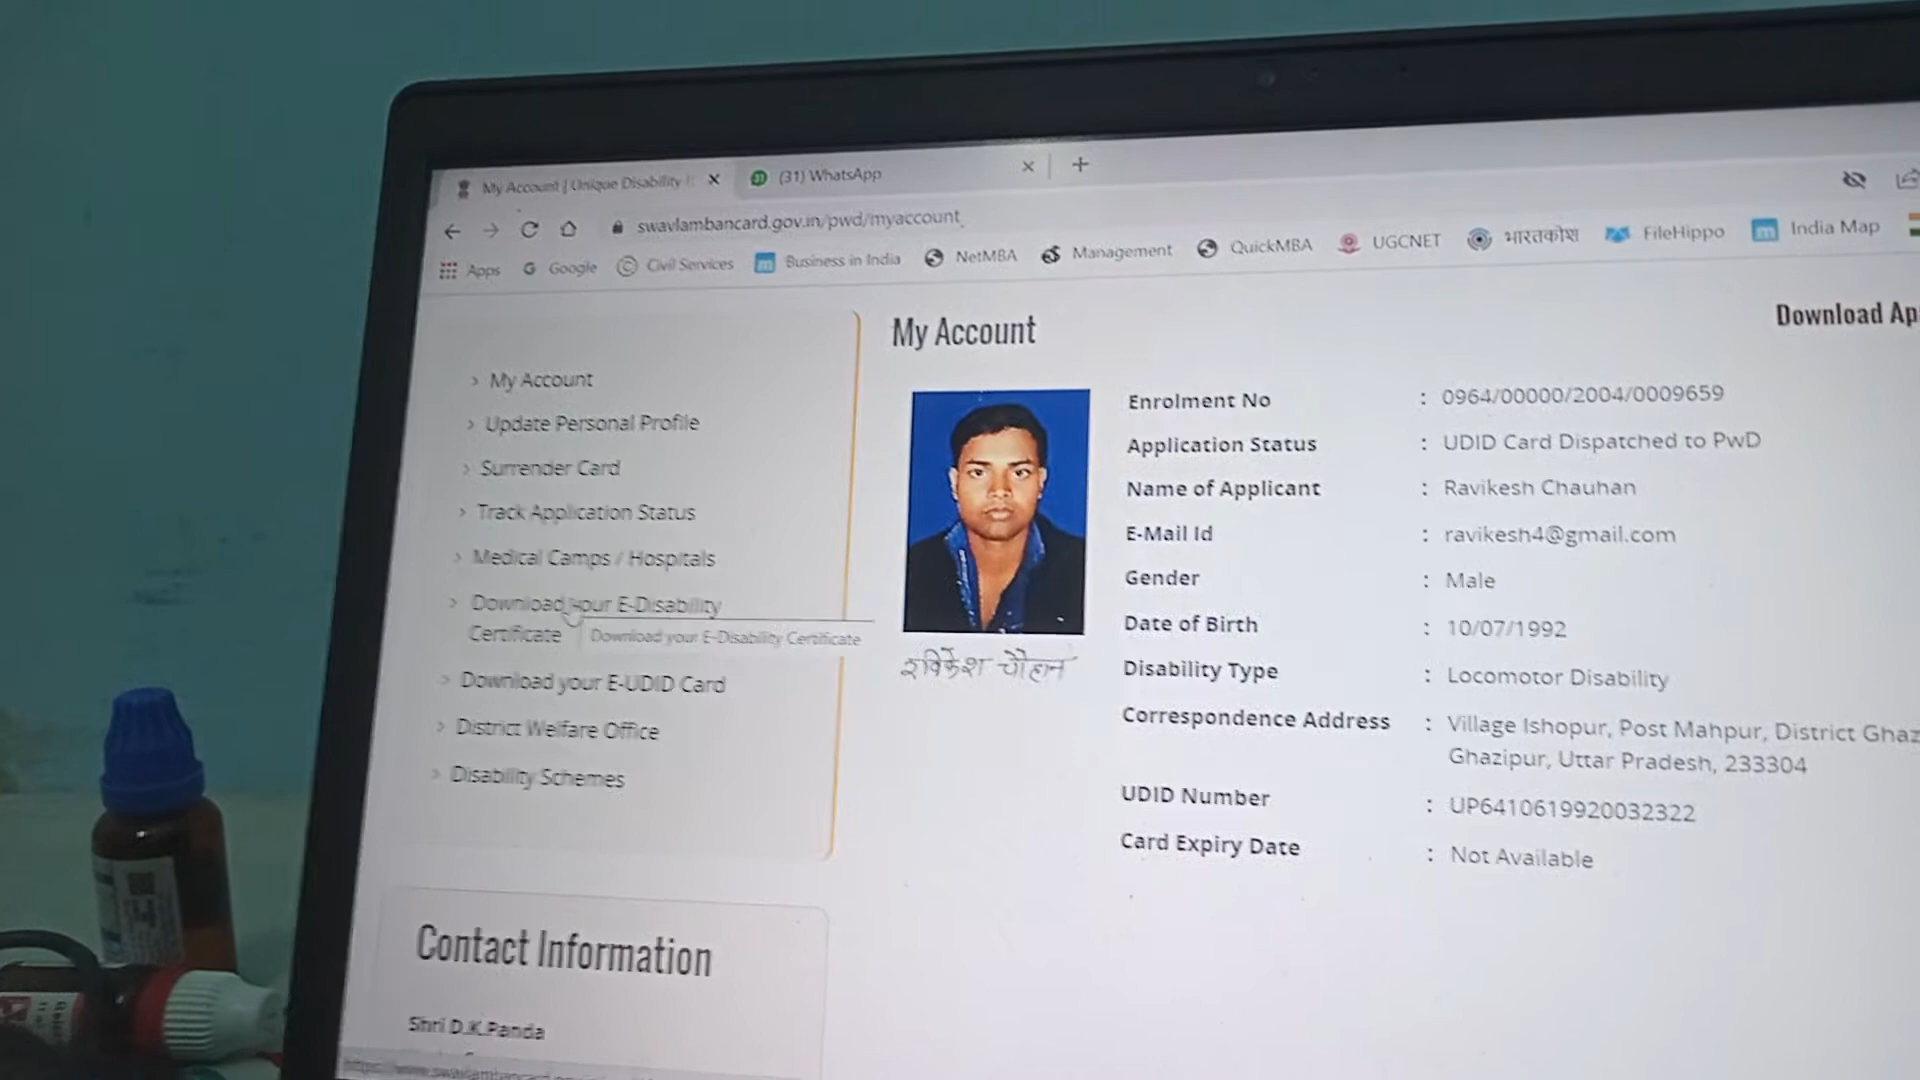 My Account | Unique Disability
(31) WhatsApp
swavlambancard.gov.in/pwd/myaccount
Apps Google Civil Services Business in India NetMBA Management QuickMBA UGCNET भारतकोश FileHippo India Map
My Account
Update Personal Profile
Surrender Card
Track Application Status
Medical Camps / Hospitals
Download your E-Disability
Certificate
Download your E-Disability Certificate
Download your E-UDID Card
District Welfare Office
Disability Schemes
Contact Information
Shri D.K.Panda
My Account
Download Ap
रविकेश चौहान
Enrolment No : 0964/00000/2004/0009659
Application Status : UDID Card Dispatched to PwD
Name of Applicant : Ravikesh Chauhan
E-Mail Id : ravikesh4@gmail.com
Gender : Male
Date of Birth : 10/07/1992
Disability Type : Locomotor Disability
Correspondence Address : Village Ishopur, Post Mahpur, District Ghaz
Ghazipur, Uttar Pradesh, 233304
UDID Number : UP6410619920032322
Card Expiry Date : Not Available